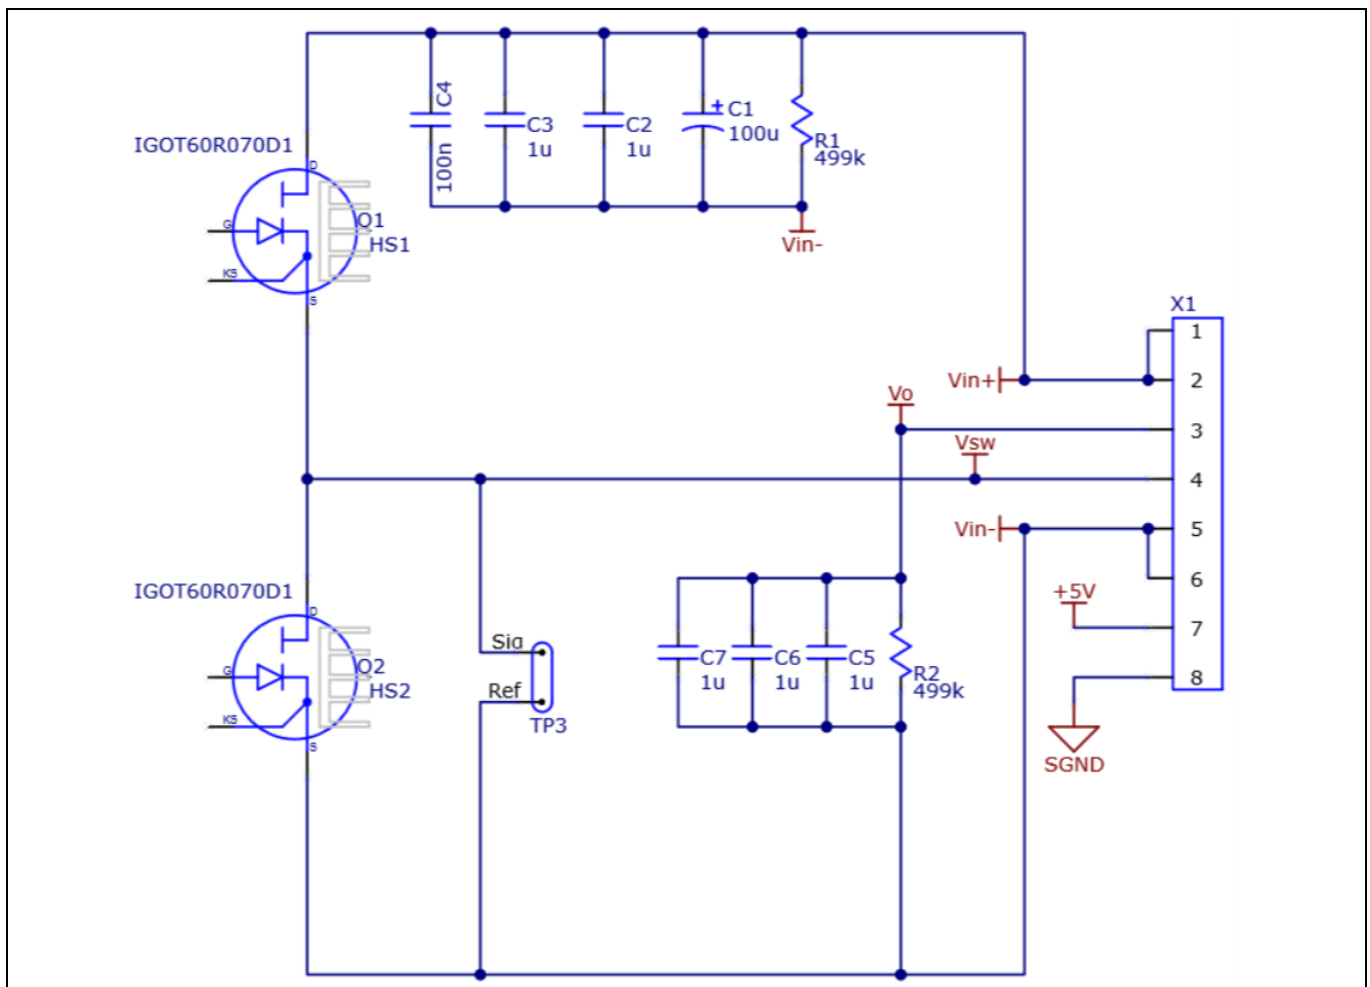 C4
100n
C3
1u
C2
1u
C1
100u
+
R1
499k
Vin-
IGOT60R070D1
D
G
KS
S
Q1
HS1
X1
1
2
3
4
5
6
7
8
Vin+
Vo
Vsw
Vin-
+5V
SGND
IGOT60R070D1
D
G
KS
S
Q2
HS2
Sig
Ref
TP3
C7
1u
C6
1u
C5
1u
R2
499k